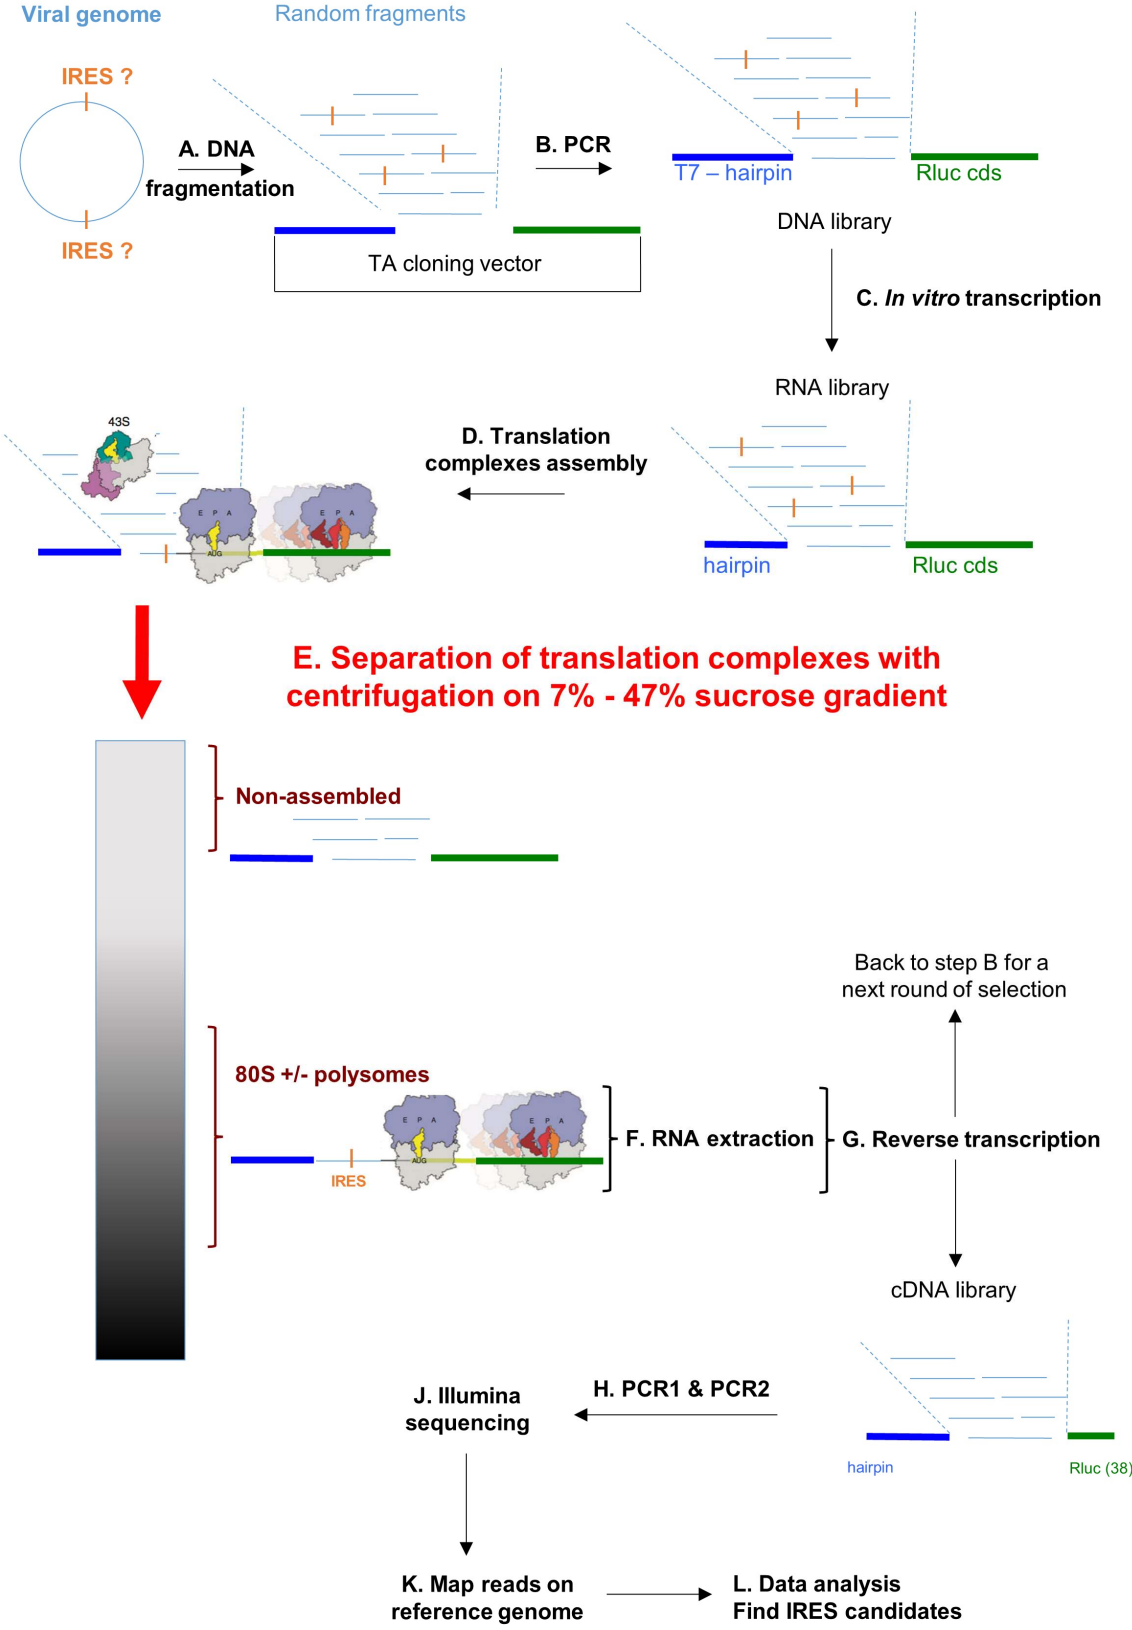 Viral genome
Random fragments
IRES ?
A. DNA
fragmentation
IRES ?
TA cloning vector
B. PCR
T7 – hairpin
Rluc cds
DNA library
C. In vitro transcription
RNA library
hairpin
Rluc cds
D. Translation
complexes assembly
43S
E P A
E P A
AUG
E. Separation of translation complexes with
centrifugation on 7% - 47% sucrose gradient
Non-assembled
80S +/- polysomes
E P A
E P A
AUG
IRES
F. RNA extraction
G. Reverse transcription
Back to step B for a
next round of selection
cDNA library
hairpin
Rluc (38)
H. PCR1 & PCR2
J. Illumina
sequencing
K. Map reads on
reference genome
L. Data analysis
Find IRES candidates